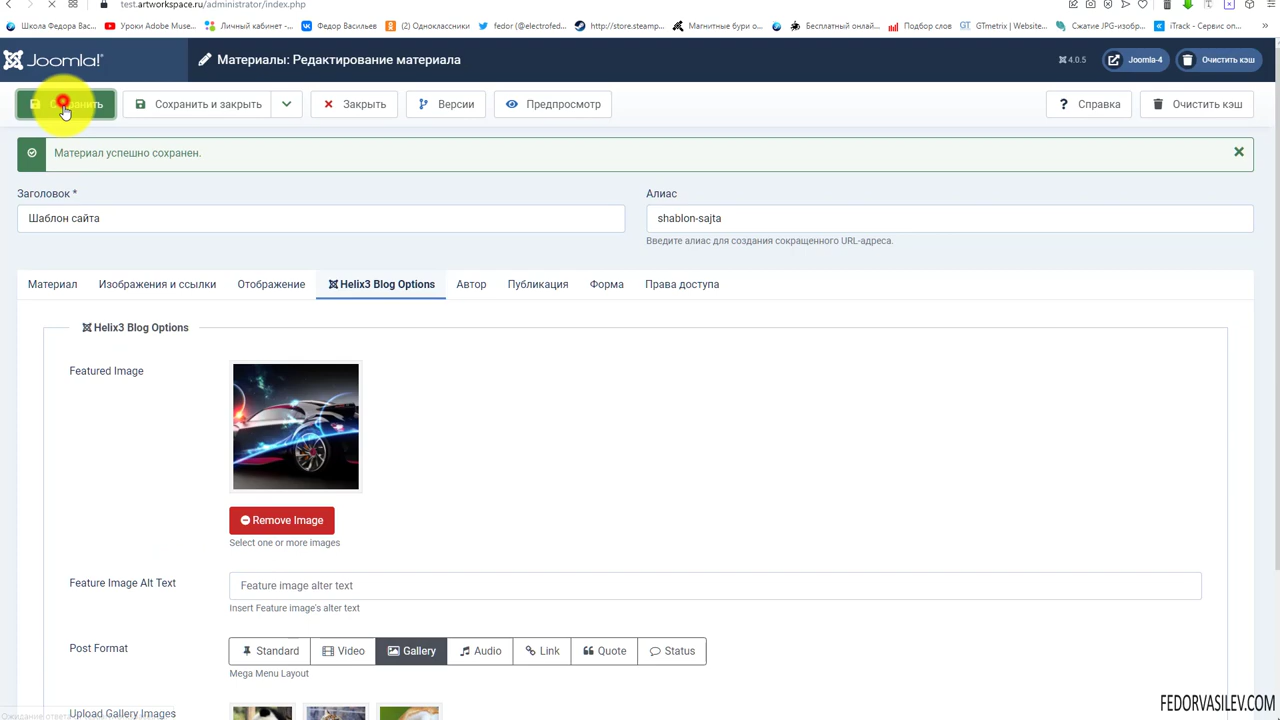 test.artworkspace.ru/administrator/index.php
Школа Федора Вас...
Уроки Adobe Muse...
Личный кабинет -...
Федор Васильев
(2) Одноклассники
fedor (@electrofed...
http://store.steamp...
Магнитные буры о...
Бесплатный онлай...
Подбор слов
GTmetrix | Website...
Сжатие JPG-изобр...
iTrack - Сервис оп...
Joomla!
Материалы: Редактирование материала
4.0.5
Joomla-4
Очистить кэш
Сохранить и закрыть
Закрыть
Версии
Предпросмотр
Справка
Очистить кэш
Материал успешно сохранен.
Заголовок *
Алиас
Шаблон сайта
shablon-sajta
Введите алиас для создания сокращенного URL-адреса.
Материал
Изображения и ссылки
Отображение
Helix3 Blog Options
Автор
Публикация
Форма
Права доступа
Helix3 Blog Options
Featured Image
Remove Image
Select one or more images
Feature Image Alt Text
Feature image alter text
Insert Feature image's alter text
Post Format
Standard
Video
Gallery
Audio
Link
Quote
Status
Mega Menu Layout
Upload Gallery Images
FEDORVASILEV.COM